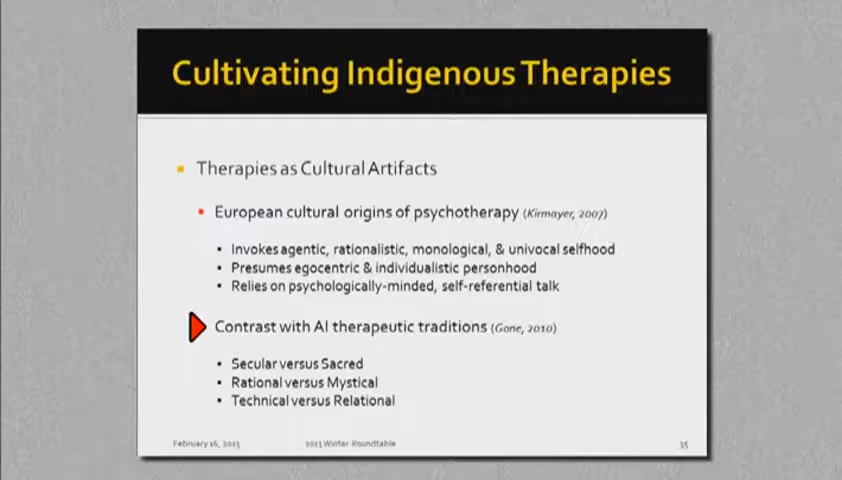 Cultivating Indigenous Therapies
Therapies as Cultural Artifacts
European cultural origins of psychotherapy (Kirmayer, 2007)
Invokes agentic, rationalistic, monological, & univocal selfhood
Presumes egocentric & individualistic personhood
Relies on psychologically-minded, self-referential talk
Contrast with AI therapeutic traditions (Gone, 2010)
Secular versus Sacred
Rational versus Mystical
Technical versus Relational
February 16, 2013 2013 Winter Roundtable 35